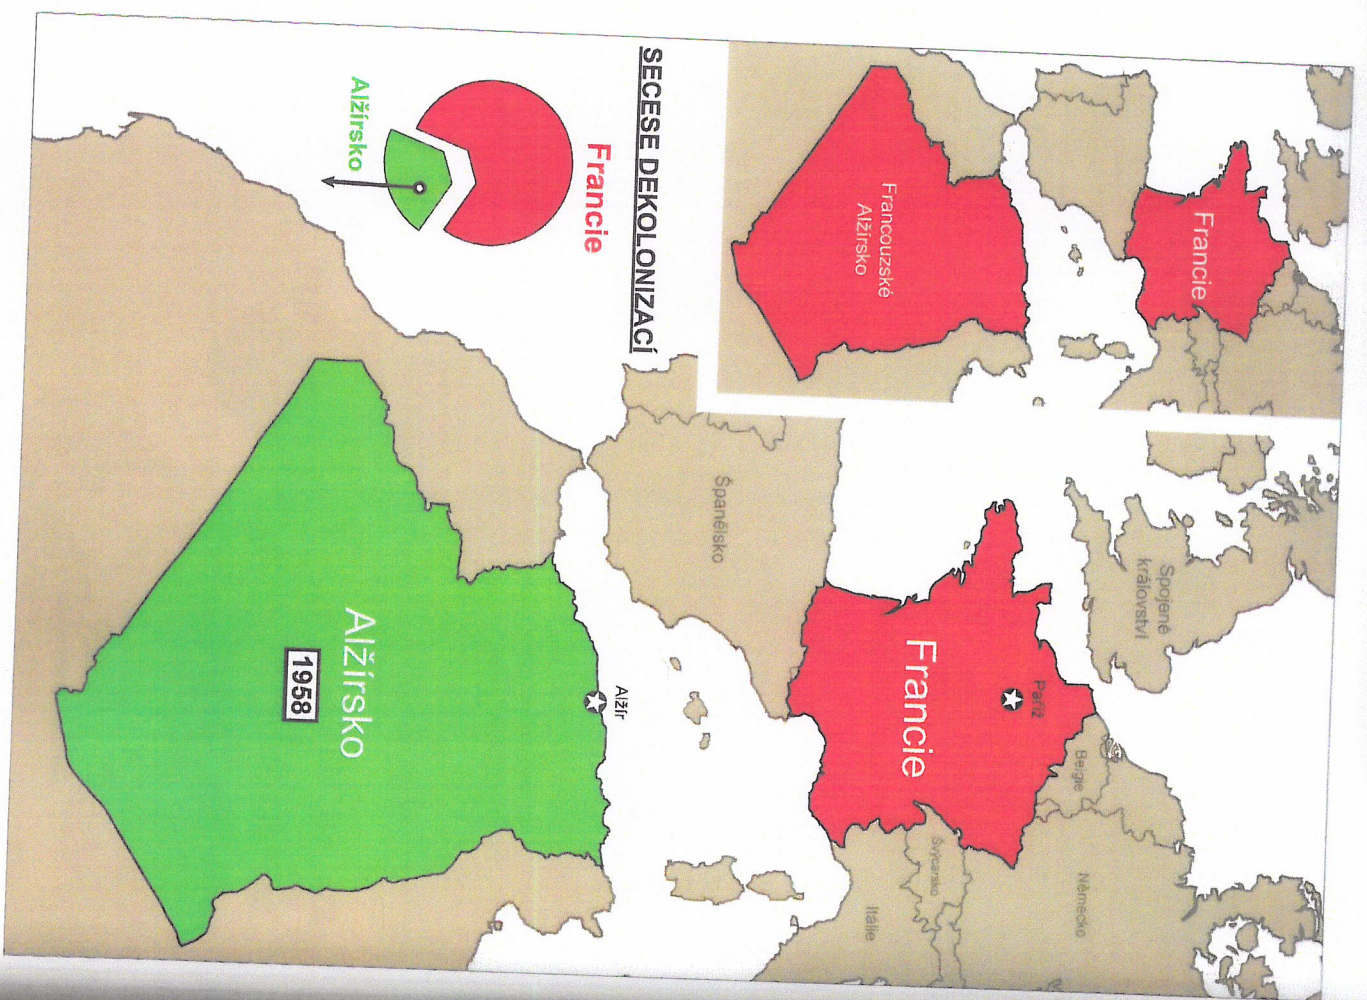 Francie
Francouzské
Alžírsko
SECESE DEKOLONIZACÍ
Francie
Alžírsko
Spojené
království
Paříž
Belgie
Německo
Francie
Švýcarsko
Itálie
Španělsko
Alžír
Alžírsko
1958